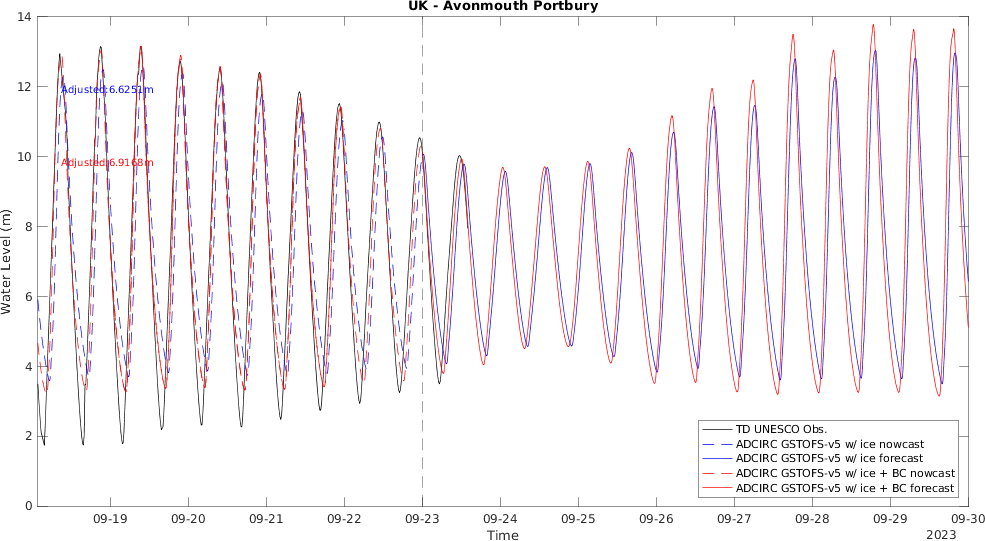 UK - Avonmouth Portbury
14
12
10
8
6
4
2
0
Water Level (m)
Adjusted:6.6251m
Adjusted:6.9168m
TD UNESCO Obs.
ADCIRC GSTOFS-v5 w/ ice nowcast
ADCIRC GSTOFS-v5 w/ ice forecast
ADCIRC GSTOFS-v5 w/ ice + BC nowcast
ADCIRC GSTOFS-v5 w/ ice + BC forecast
09-19 09-20 09-21 09-22 09-23 09-24 09-25 09-26 09-27 09-28 09-29 09-30
Time
2023